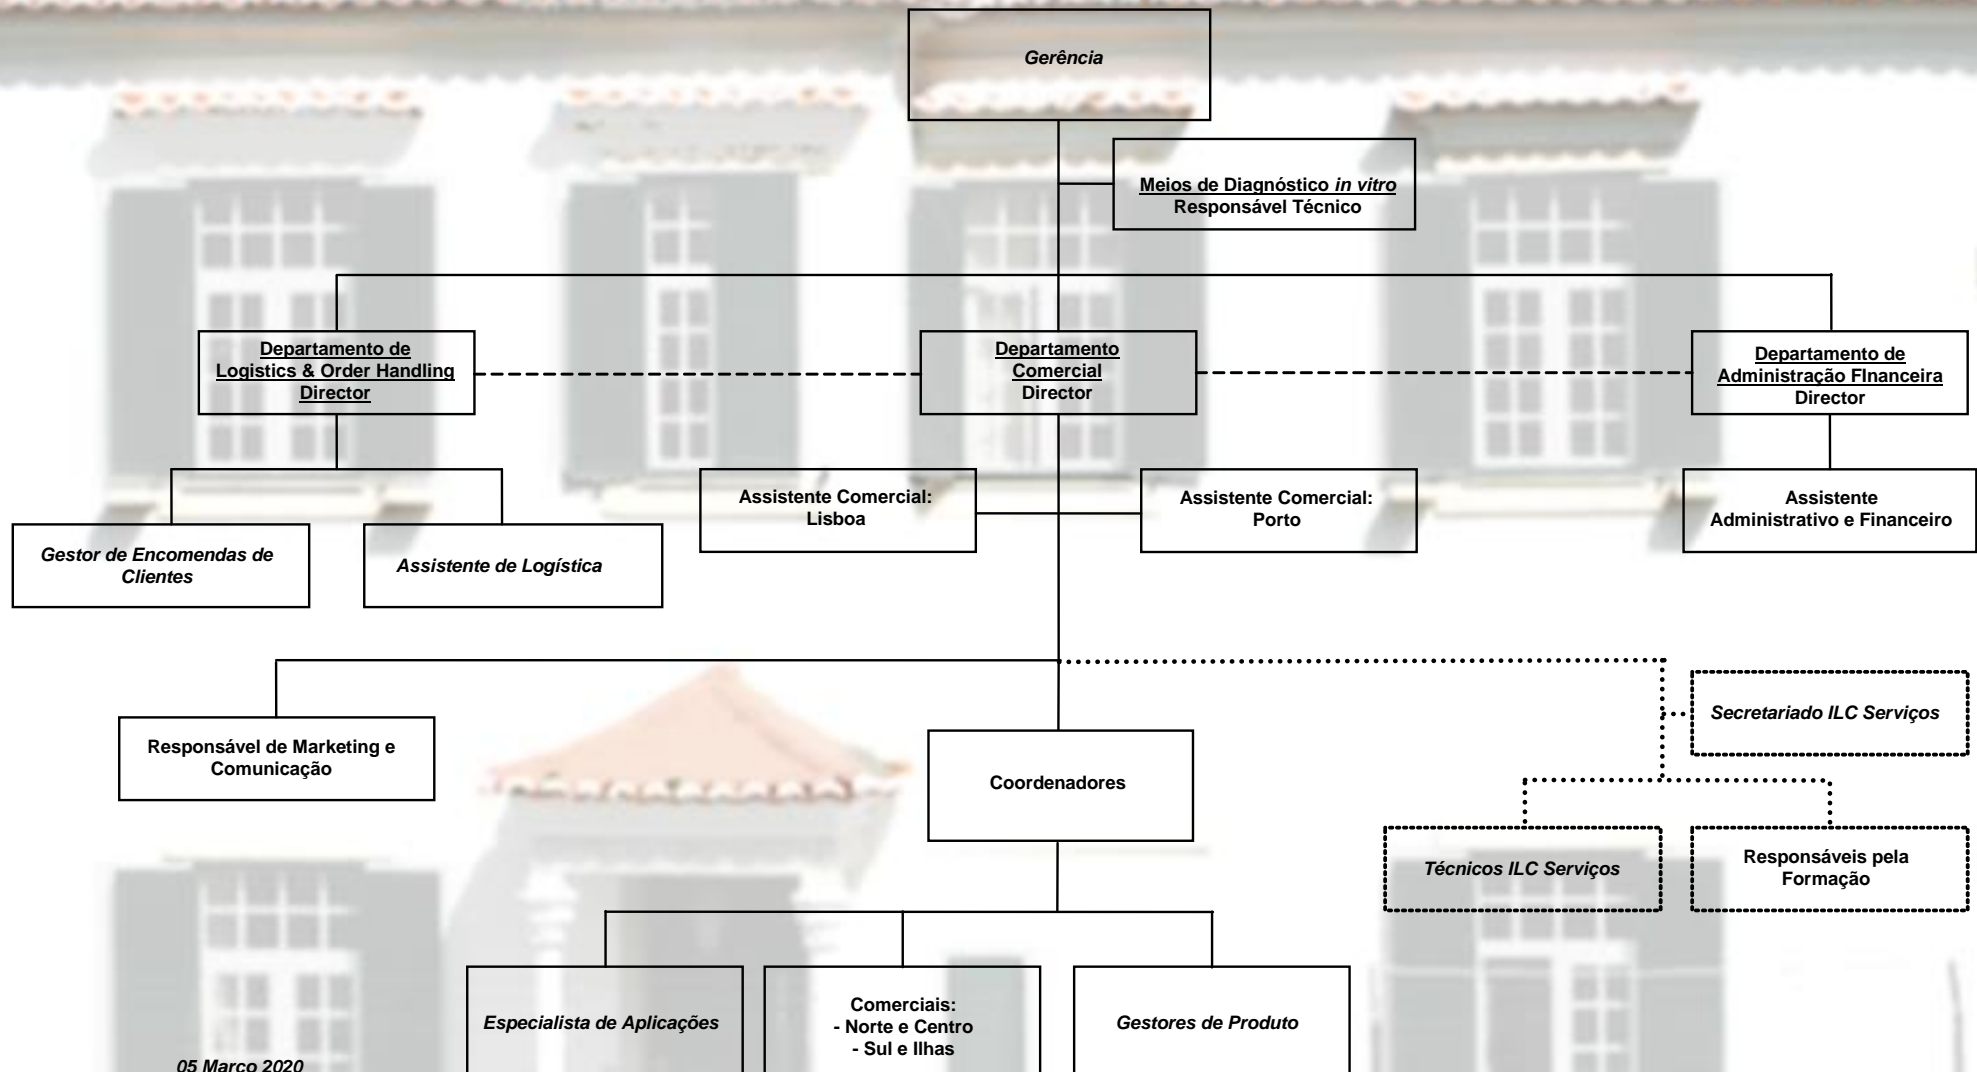 Gerência
Meios de Diagnóstico in vitro
Responsável Técnico
Departamento de
Logistics & Order Handling
Director
Departamento
Comercial
Director
Departamento de
Administração FInanceira
Director
Assistente Comercial:
Lisboa
Assistente Comercial:
Porto
Assistente
Administrativo e Financeiro
Gestor de Encomendas de
Clientes
Assistente de Logística
Secretariado ILC Serviços
Responsável de Marketing e
Comunicação
Coordenadores
Técnicos ILC Serviços
Responsáveis pela
Formação
Especialista de Aplicações
Comerciais:
- Norte e Centro
- Sul e Ilhas
Gestores de Produto
05 Março 2020